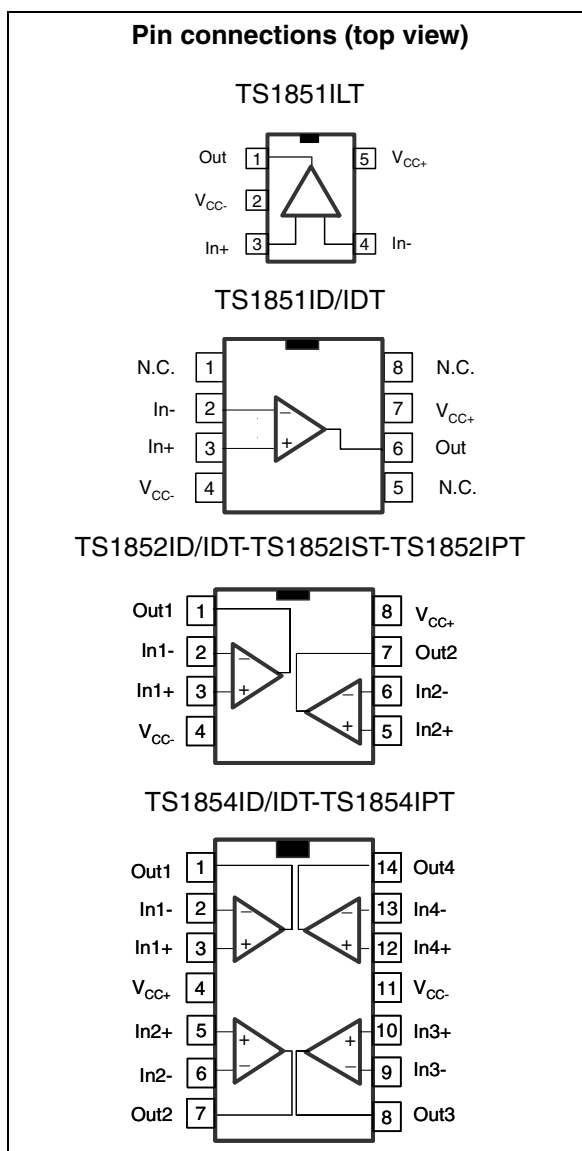 Pin connections (top view)
TS1851ILT
Out 1 5 VCC+
VCC- 2
In+ 3 4 In-
TS1851ID/IDT
N.C. 1 8 N.C.
In- 2 − 7 VCC+
In+ 3 + 6 Out
VCC- 4 5 N.C.
TS1852ID/IDT-TS1852IST-TS1852IPT
Out1 1 8 VCC+
In1- 2 − 7 Out2
In1+ 3 + − 6 In2-
VCC- 4 + 5 In2+
TS1854ID/IDT-TS1854IPT
Out1 1 14 Out4
In1- 2 − − 13 In4-
In1+ 3 + + 12 In4+
VCC+ 4 11 VCC-
In2+ 5 + + 10 In3+
In2- 6 − − 9 In3-
Out2 7 8 Out3